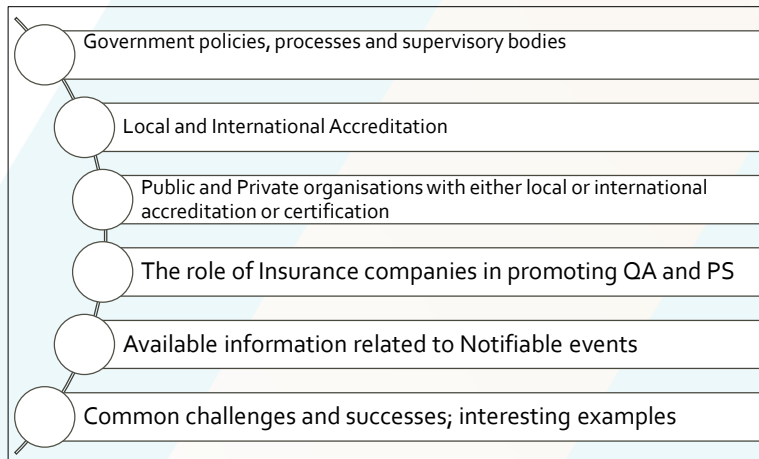 Government policies, processes and supervisory bodies
Local and International Accreditation
Public and Private organisations with either local or international
accreditation or certification
The role of Insurance companies in promoting QA and PS
Available information related to Notifiable events
Common challenges and successes; interesting examples